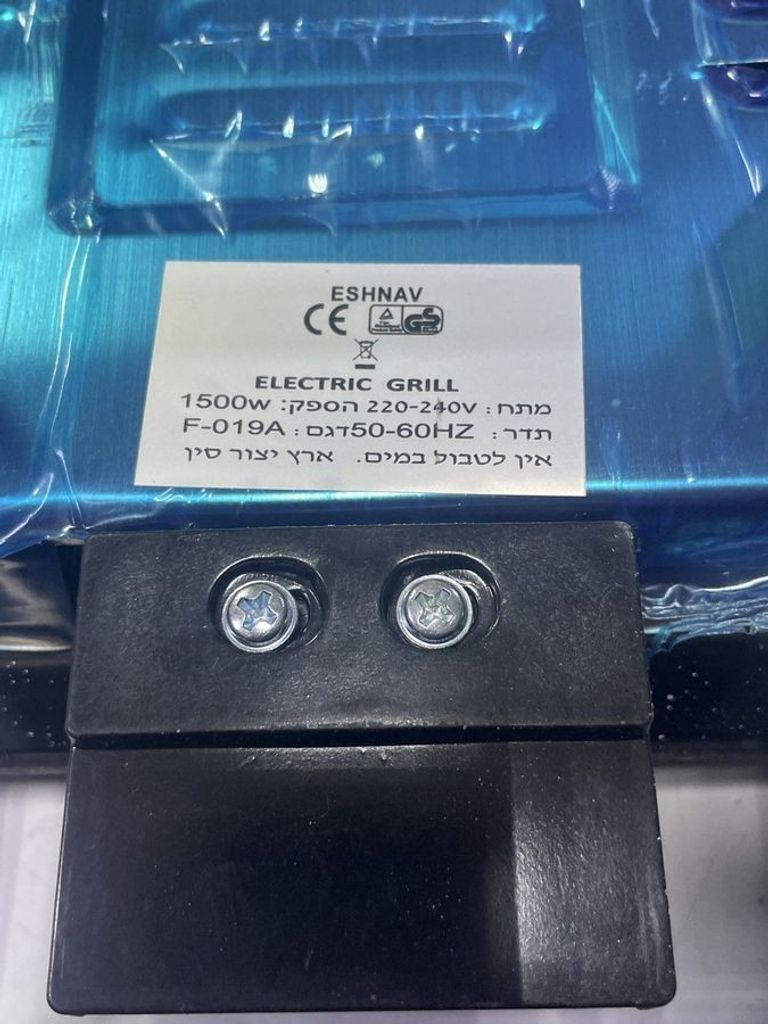 ESHNAV
CE GS
ELECTRIC GRILL
מתח: 220-240V הספק: 1500W
תדר: 50-60HZ דגם: F-019A
אין לטבול במים. ארץ יצור סין